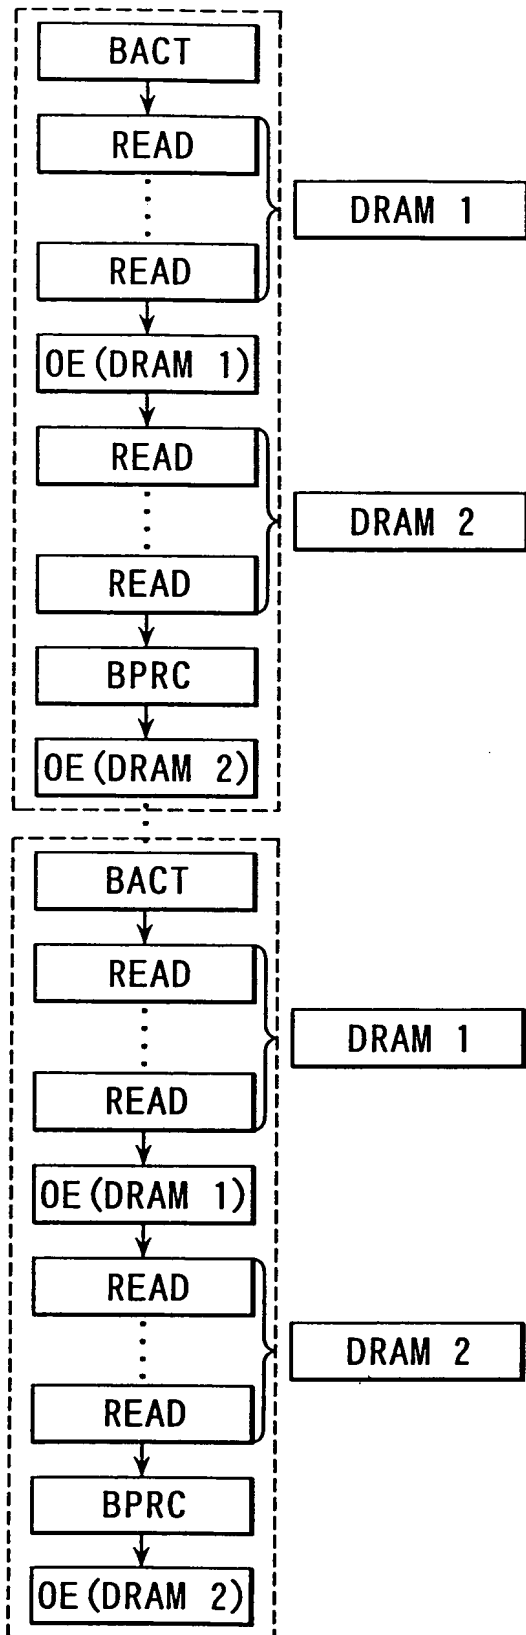 BACT
READ
READ
DRAM 1
OE(DRAM 1)
READ
READ
DRAM 2
BPRC
OE(DRAM 2)
BACT
READ
READ
DRAM 1
OE(DRAM 1)
READ
READ
DRAM 2
BPRC
OE(DRAM 2)